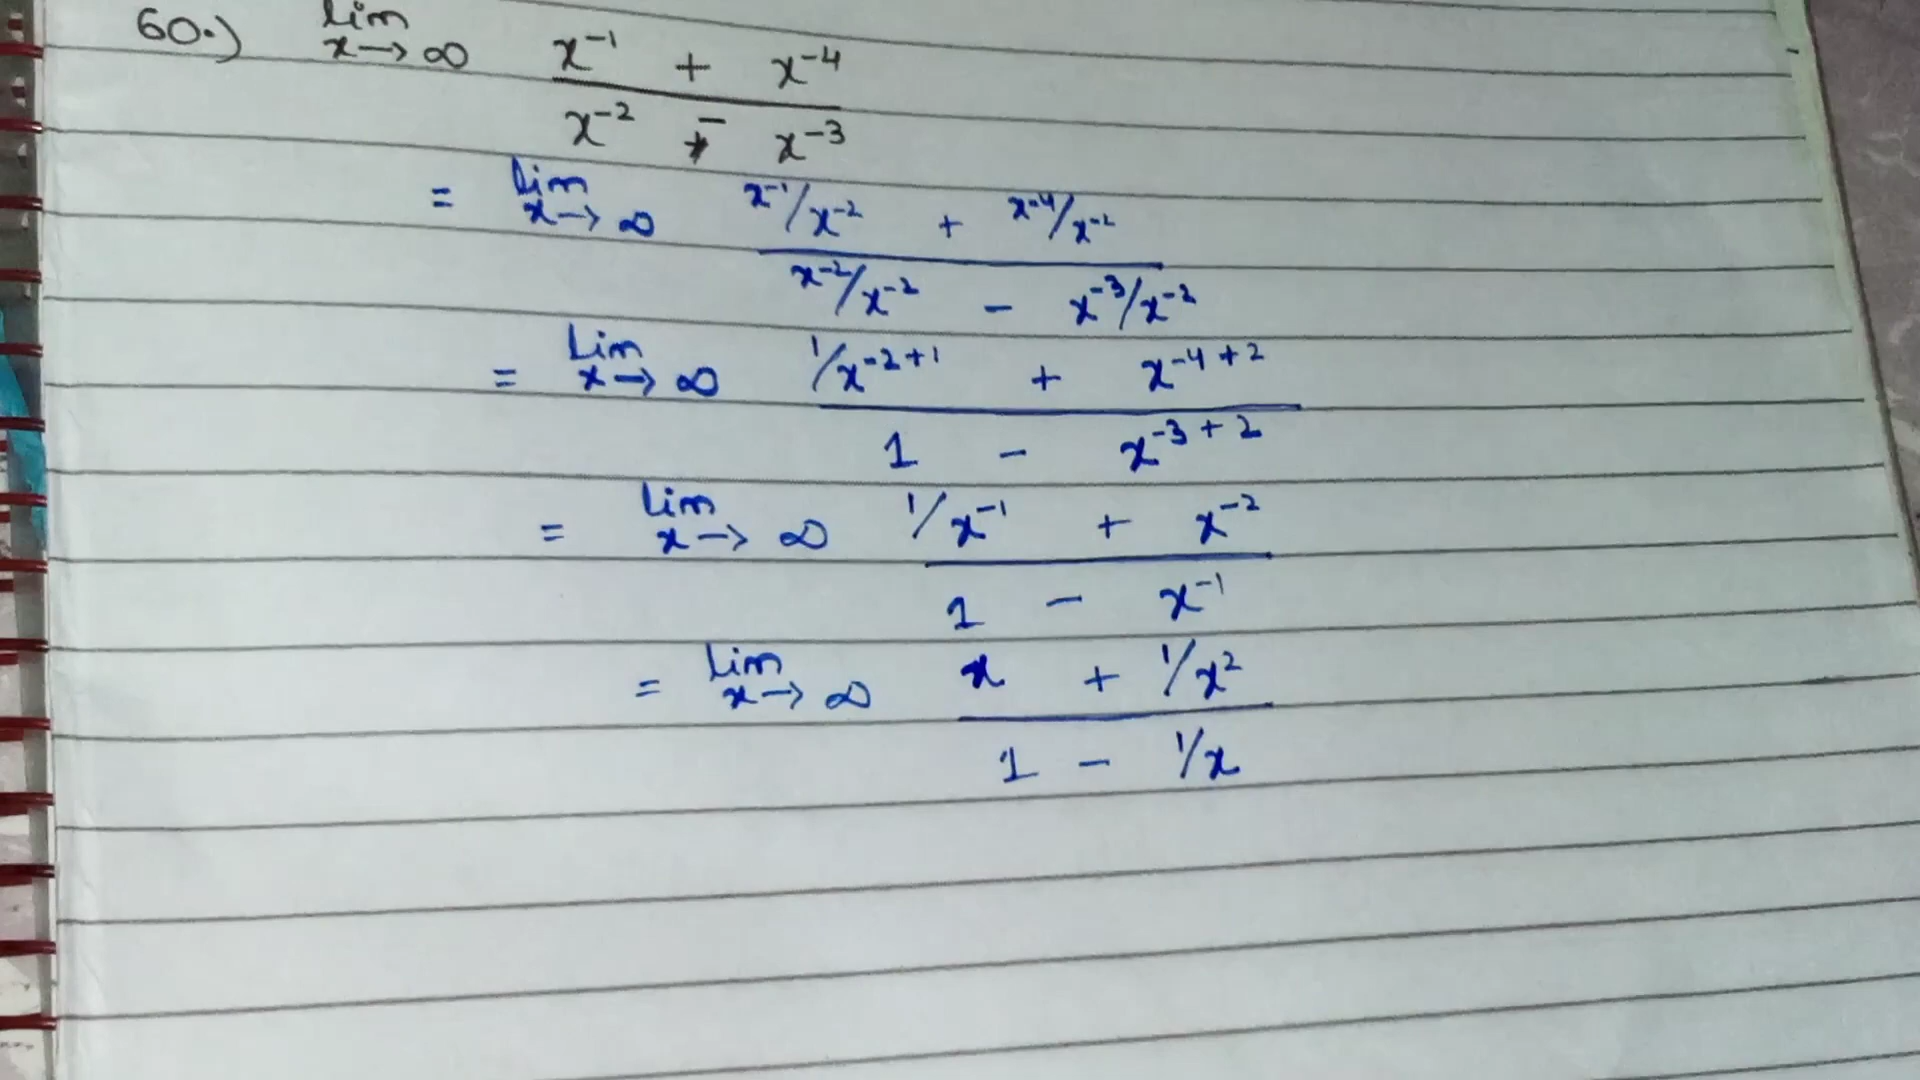 60.) lim x→∞ x⁻¹ + x⁻⁴
x⁻² - x⁻³
= lim x→∞ x⁻¹/x⁻² + x⁻⁴/x⁻²
x⁻²/x⁻² - x⁻³/x⁻²
= Lim x→∞ 1/x⁻²⁺¹ + x⁻⁴⁺²
1 - x⁻³⁺²
= Lim x→∞ 1/x⁻¹ + x⁻²
1 - x⁻¹
= lim x→∞ x + 1/x²
1 - 1/x